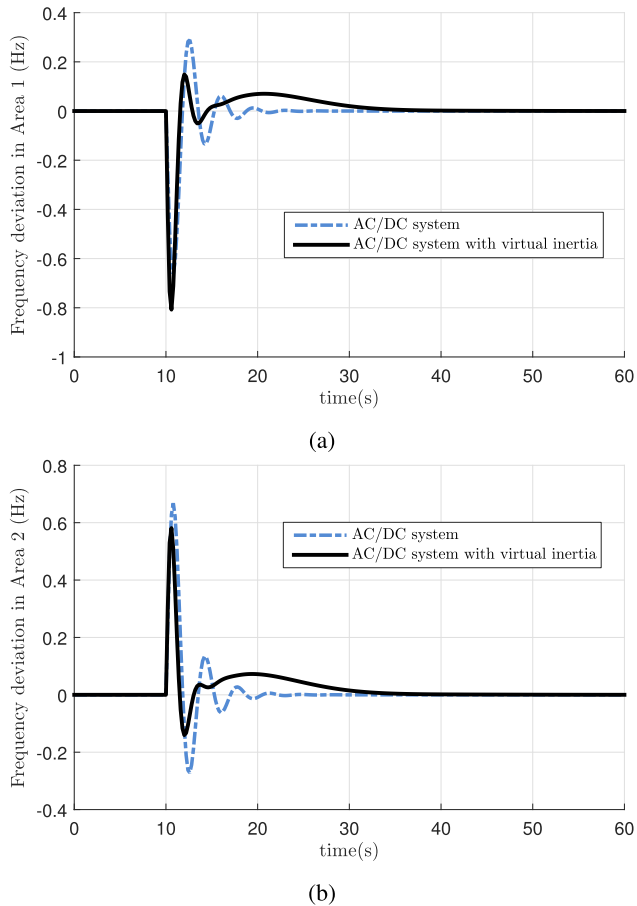 Frequency deviation in Area 1 (Hz)
0.4
0.2
0
-0.2
-0.4
-0.6
-0.8
-1
AC/DC system
AC/DC system with virtual inertia
0 10 20 30 40 50 60
time(s)
(a)
Frequency deviation in Area 2 (Hz)
0.8
0.6
0.4
0.2
0
-0.2
-0.4
AC/DC system
AC/DC system with virtual inertia
0 10 20 30 40 50 60
time(s)
(b)